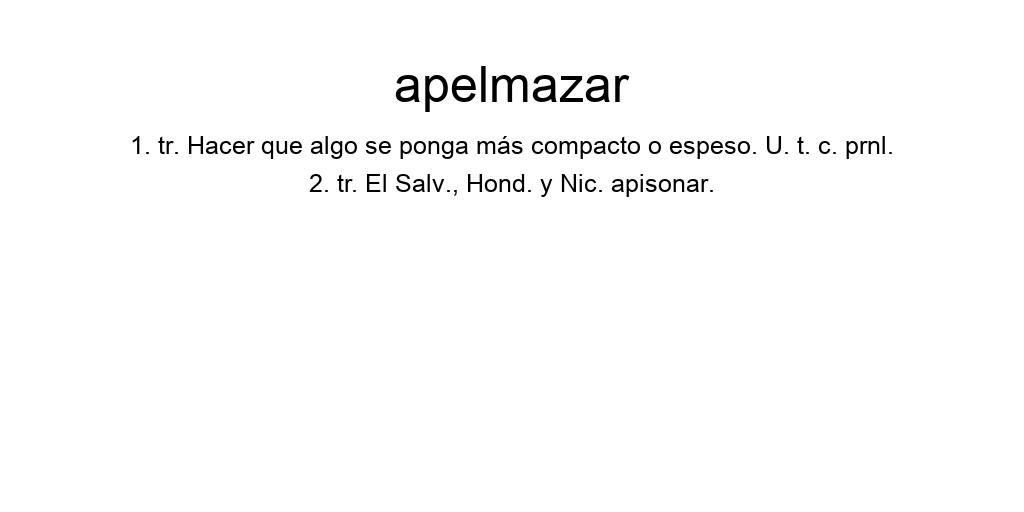 apelmazar
1. tr. Hacer que algo se ponga más compacto o espeso. U. t. c. prnl.
2. tr. El Salv., Hond. y Nic. apisonar.